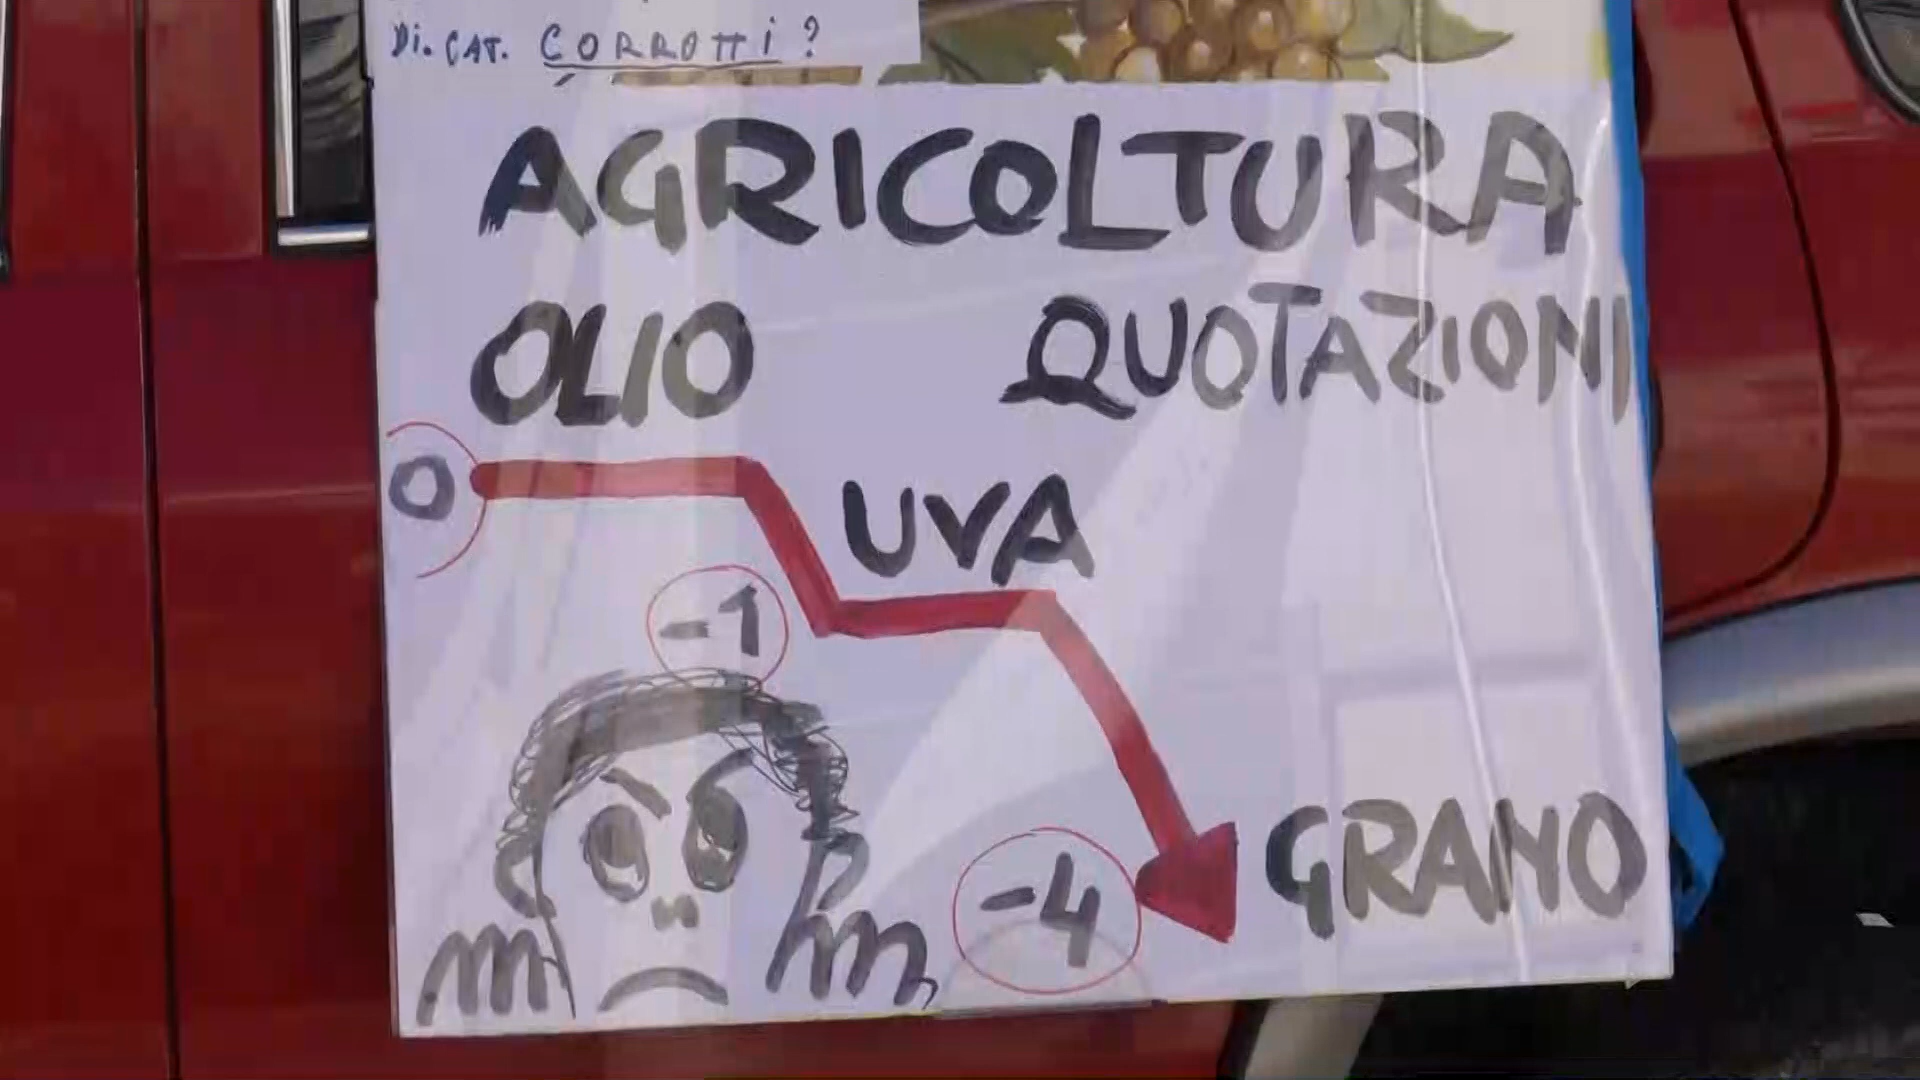 Di. CAT. CORROTTI?
AGRICOLTURA
OLIO QUOTAZIONI
0
UVA
-1
-4
GRANO